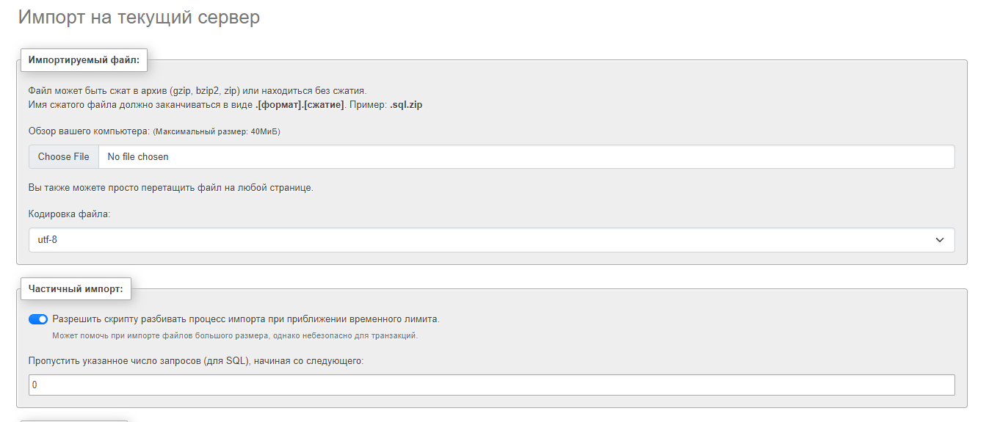 Импорт на текущий сервер
Импортируемый файл:
Файл может быть сжат в архив (gzip, bzip2, zip) или находиться без сжатия.
Имя сжатого файла должно заканчиваться в виде .[формат].[сжатие]. Пример: .sql.zip
Обзор вашего компьютера: (Максимальный размер: 40МиБ)
Choose File No file chosen
Вы также можете просто перетащить файл на любой странице.
Кодировка файла:
utf-8
Частичный импорт:
Разрешить скрипту разбивать процесс импорта при приближении временного лимита.
Может помочь при импорте файлов большого размера, однако небезопасно для транзакций.
Пропустить указанное число запросов (для SQL), начиная со следующего:
0